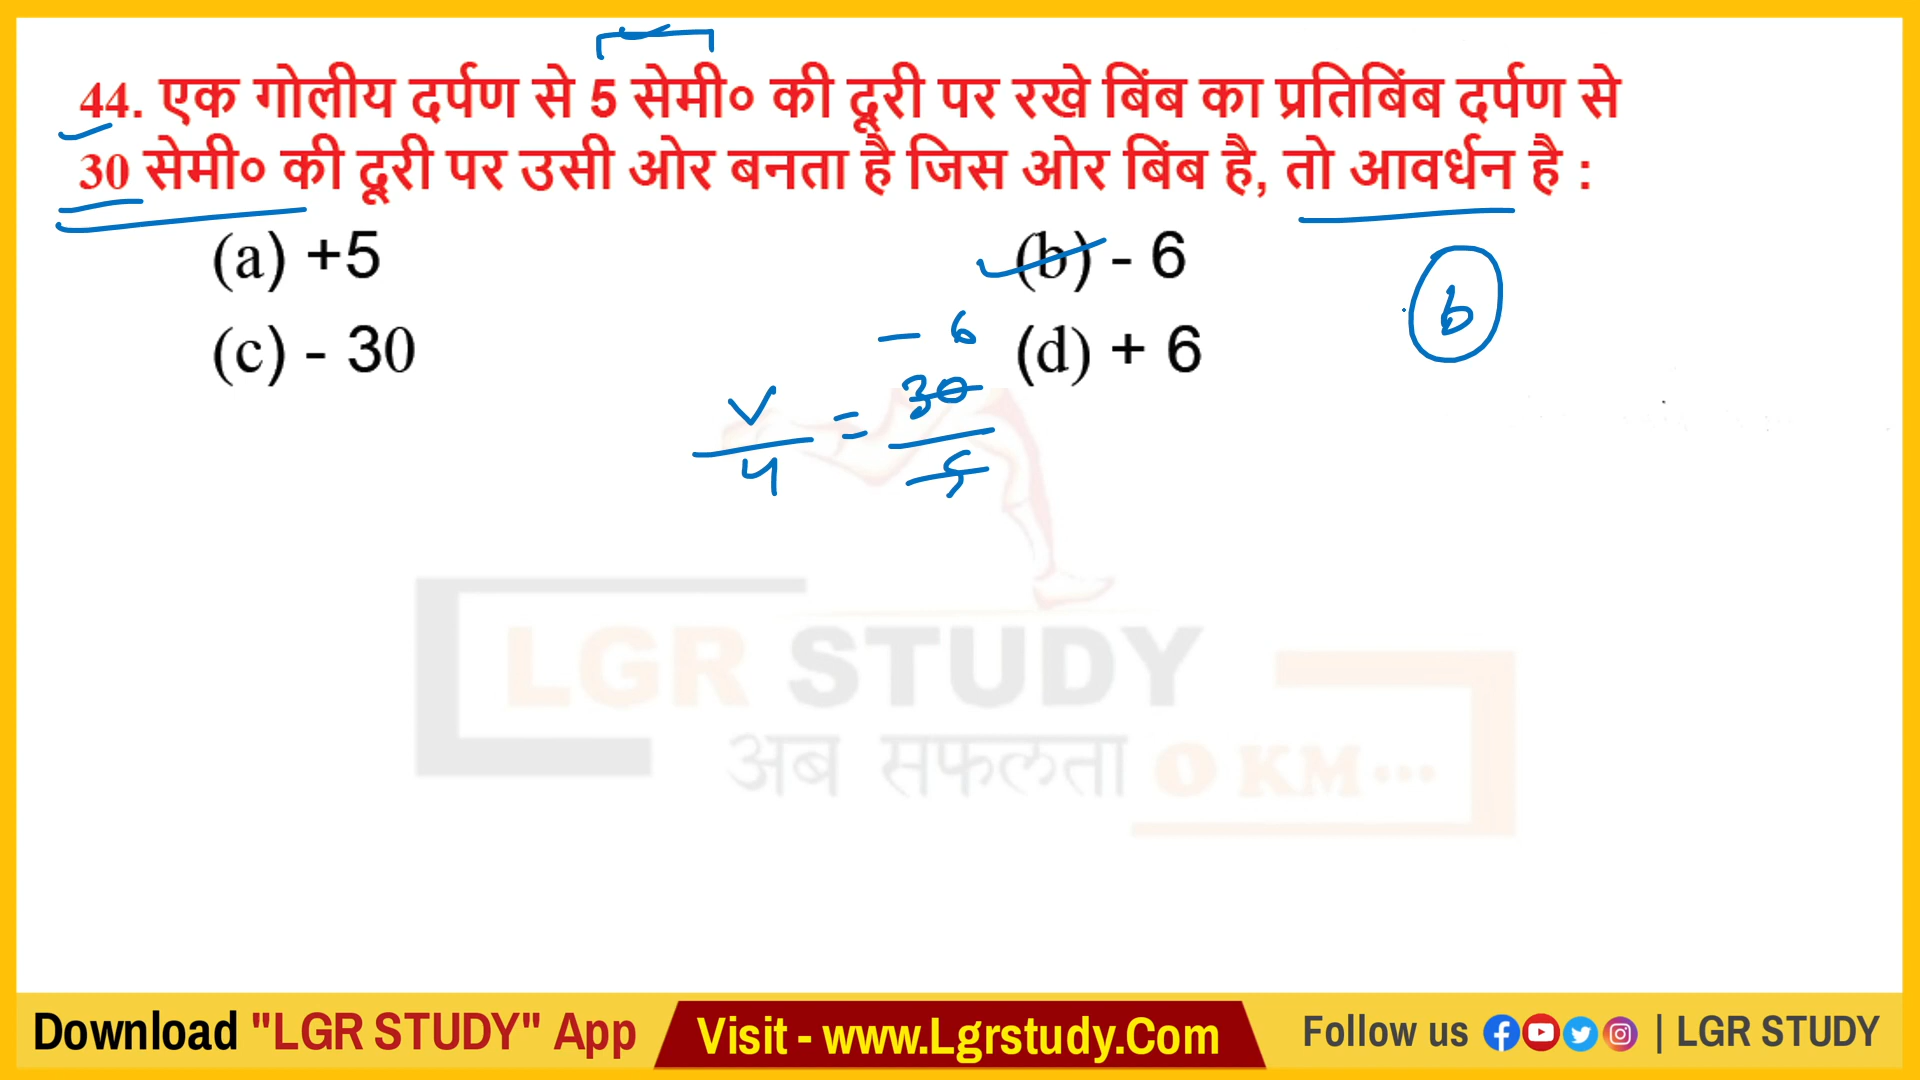 44. एक गोलीय दर्पण से 5 सेमी० की दूरी पर रखे बिंब का प्रतिबिंब दर्पण से
30 सेमी० की दूरी पर उसी ओर बनता है जिस ओर बिंब है, तो आवर्धन है :
(a) +5
(b) - 6
(c) - 30
(d) + 6
b
- 6
v = 30
4 5
LGR STUDY
अब सफलता 0 KM...
Download "LGR STUDY" App
Visit - www.Lgrstudy.Com
Follow us | LGR STUDY